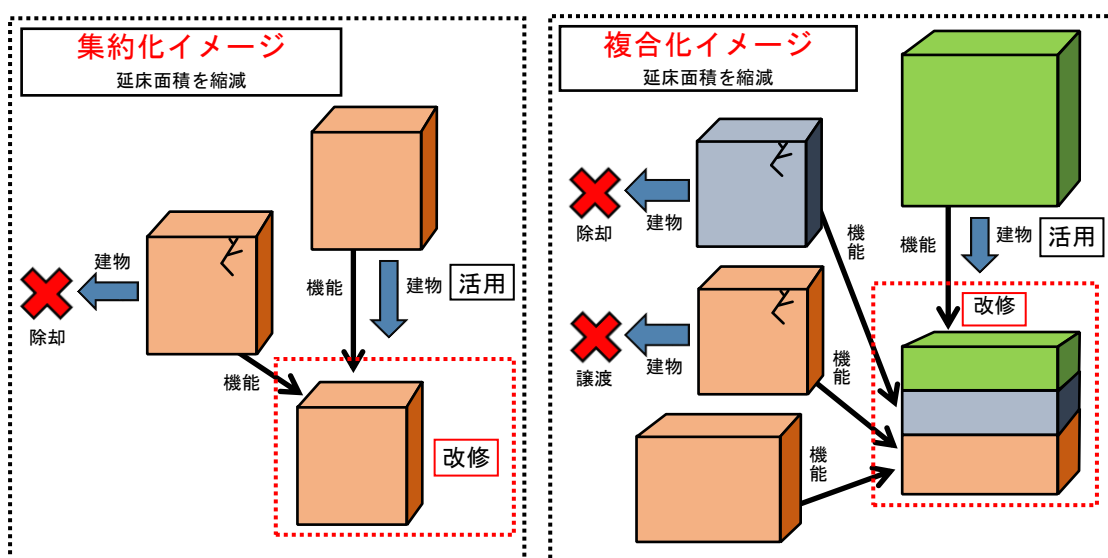 集約化イメージ
延床面積を縮減
建物
除却
機能
機能
建物
活用
改修
複合化イメージ
延床面積を縮減
建物
除却
機能
機能
建物
活用
改修
建物
譲渡
機能
機能